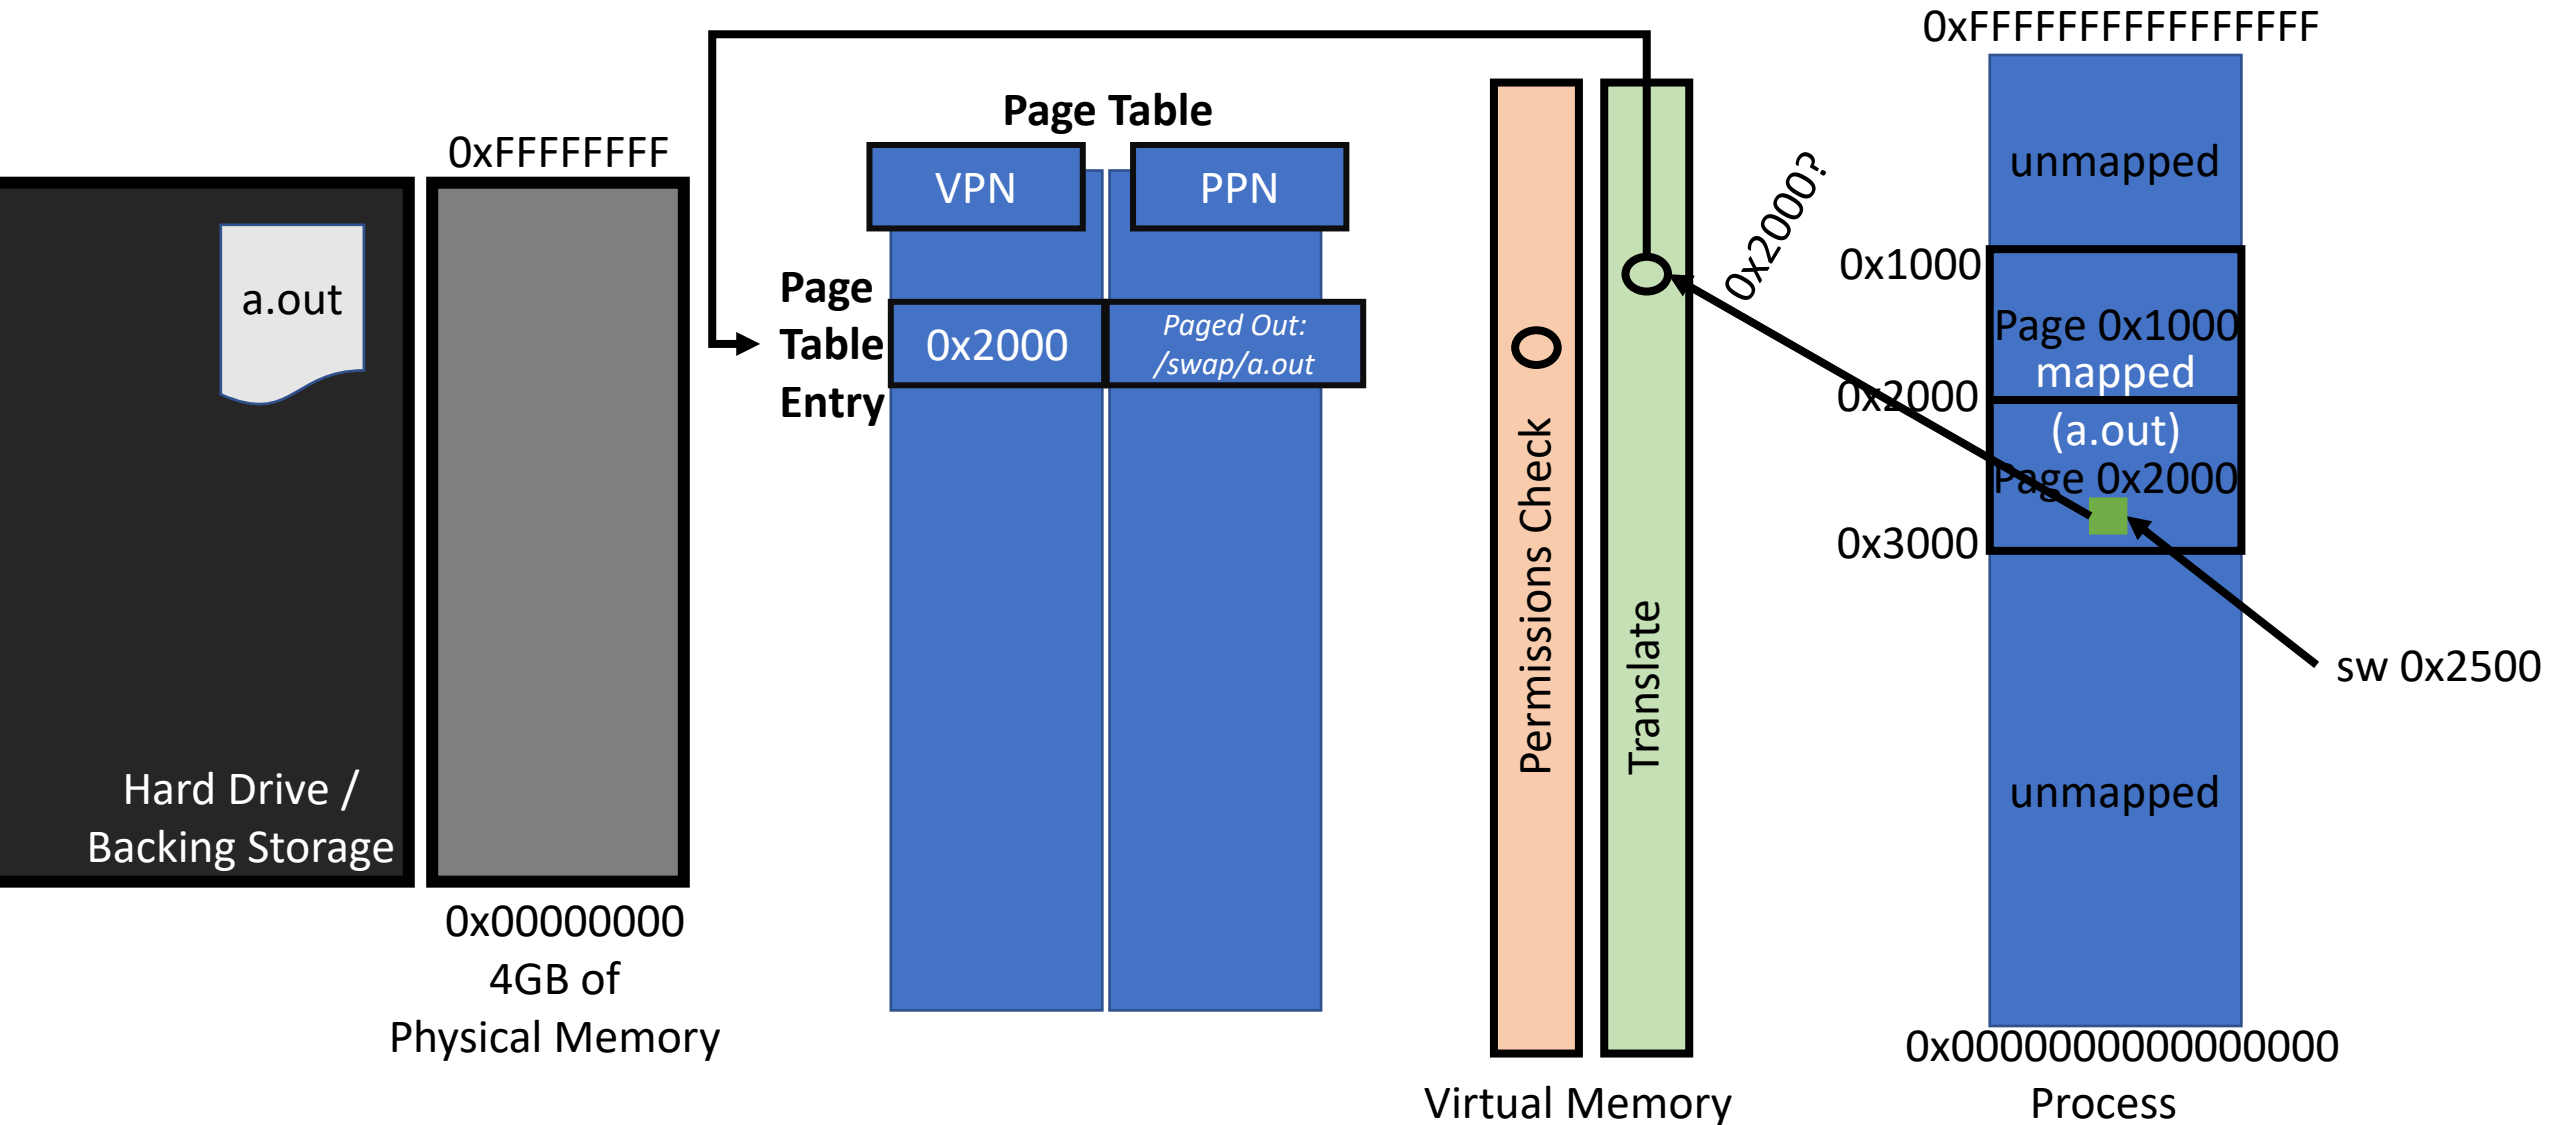 a.out
Hard Drive /
Backing Storage
0xFFFFFFFF
0x00000000
4GB of
Physical Memory
Page Table
VPN
PPN
Page
Table
Entry
0x2000
Paged Out:
/swap/a.out
Permissions Check
Translate
Virtual Memory
0x2000?
0xFFFFFFFFFFFFFFFF
unmapped
0x1000
Page 0x1000
mapped
0x2000
(a.out)
Page 0x2000
0x3000
sw 0x2500
unmapped
0x0000000000000000
Process